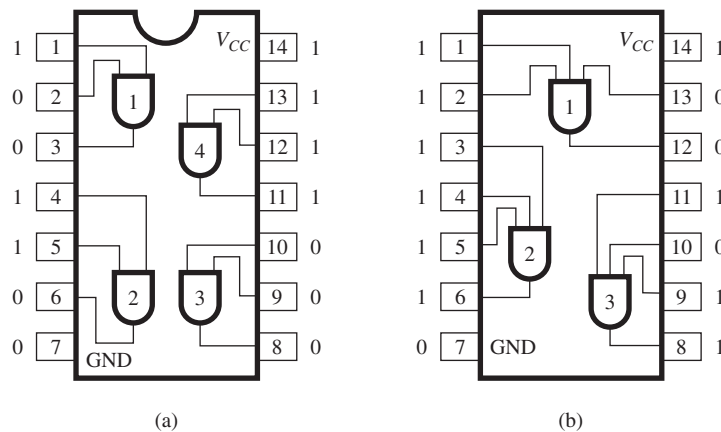 V_CC V_CC
1 1 14 1 1 1 14 1
0 2 1 13 1 1 2 1 13 0
0 3 4 12 1 1 3 12 0
1 4 11 1 1 4 11 1
1 5 10 0 1 5 2 10 0
0 6 2 3 9 0 1 6 3 9 1
0 7 GND 8 0 0 7 GND 8 1
(a) (b)